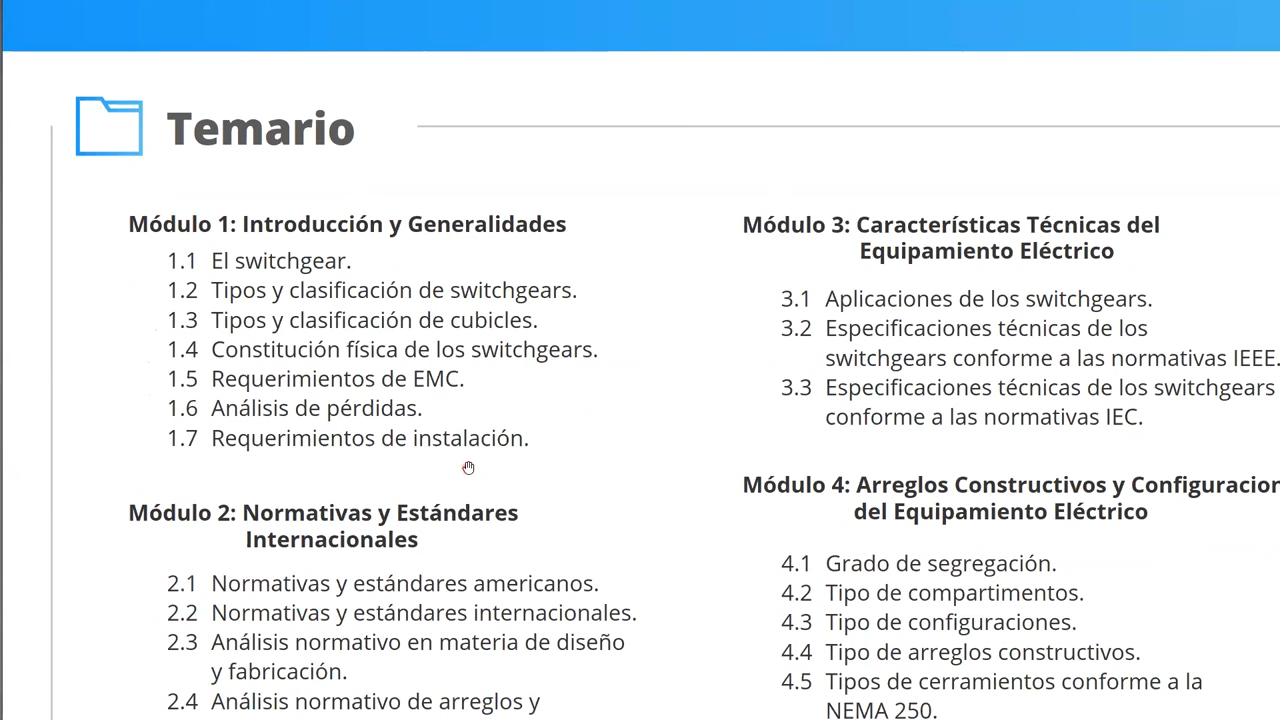 Temario
Módulo 1: Introducción y Generalidades
1.1 El switchgear.
1.2 Tipos y clasificación de switchgears.
1.3 Tipos y clasificación de cubicles.
1.4 Constitución física de los switchgears.
1.5 Requerimientos de EMC.
1.6 Análisis de pérdidas.
1.7 Requerimientos de instalación.
Módulo 2: Normativas y Estándares
Internacionales
2.1 Normativas y estándares americanos.
2.2 Normativas y estándares internacionales.
2.3 Análisis normativo en materia de diseño
y fabricación.
2.4 Análisis normativo de arreglos y
Módulo 3: Características Técnicas del
Equipamiento Eléctrico
3.1 Aplicaciones de los switchgears.
3.2 Especificaciones técnicas de los
switchgears conforme a las normativas IEEE.
3.3 Especificaciones técnicas de los switchgears
conforme a las normativas IEC.
Módulo 4: Arreglos Constructivos y Configuracion
del Equipamiento Eléctrico
4.1 Grado de segregación.
4.2 Tipo de compartimentos.
4.3 Tipo de configuraciones.
4.4 Tipo de arreglos constructivos.
4.5 Tipos de cerramientos conforme a la
NEMA 250.